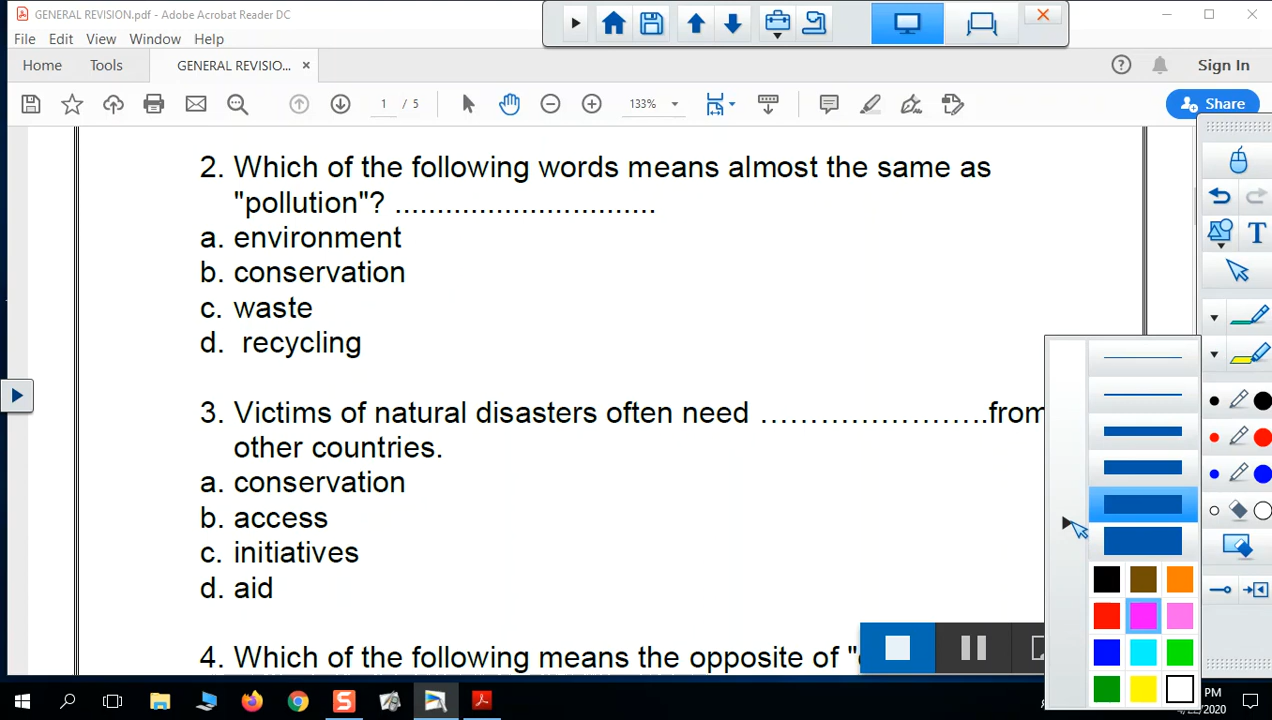 GENERAL REVISION.pdf - Adobe Acrobat Reader DC
File Edit View Window Help
Home Tools GENERAL REVISIO... × Sign In
1 / 5 133% Share
2. Which of the following words means almost the same as
"pollution"? ...............................
a. environment
b. conservation
c. waste
d. recycling
3. Victims of natural disasters often need …………………….from
other countries.
a. conservation
b. access
c. initiatives
d. aid
4. Which of the following means the opposite of "
T
PM
4/22/2020